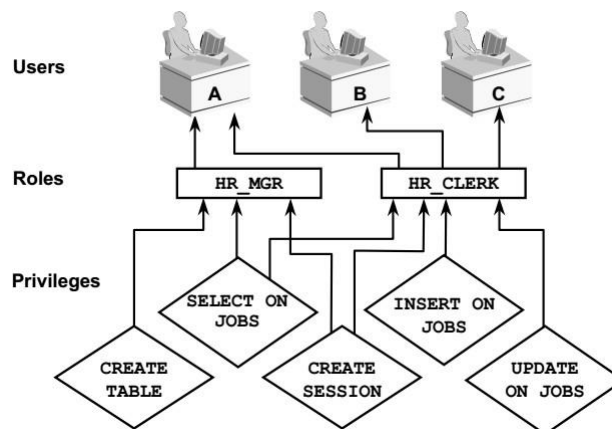 Users
A
B
C
Roles
HR_MGR
HR_CLERK
Privileges
SELECT ON
JOBS
INSERT ON
JOBS
CREATE
TABLE
CREATE
SESSION
UPDATE
ON JOBS